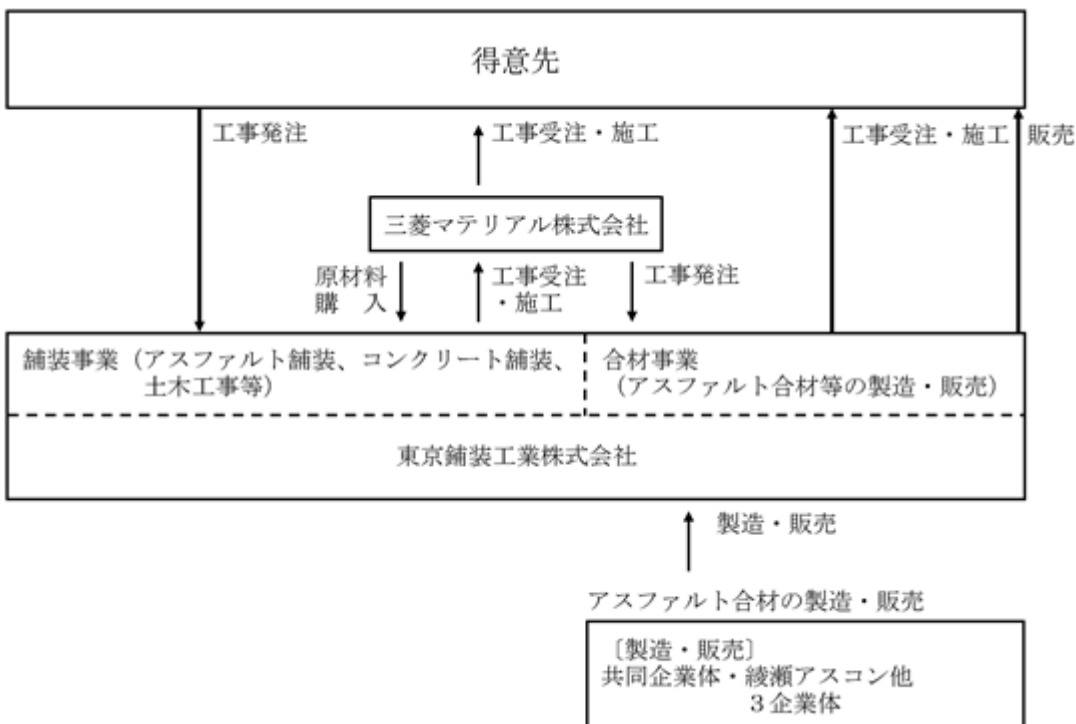 得意先
工事発注
工事受注・施工
工事受注・施工
販売
三菱マテリアル株式会社
原材料
購　入
工事受注
・施工
工事発注
舗装事業（アスファルト舗装、コンクリート舗装、
土木工事等）
合材事業
（アスファルト合材等の製造・販売）
東京鋪装工業株式会社
製造・販売
アスファルト合材の製造・販売
〔製造・販売〕
共同企業体・綾瀬アスコン他
３企業体